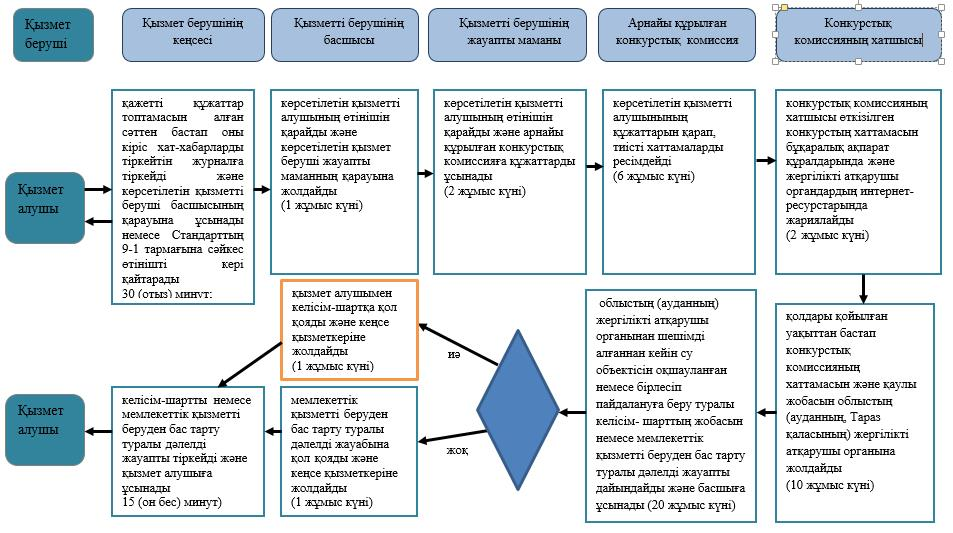 Қызмет
беруші
Қызмет берушінің
кеңсесі
Қызметті берушінің
басшысы
Қызметті берушінің
жауапты маманы
Арнайы құрылған
конкурстық комиссия
Конкурстық
комиссияның хатшысы
Қызмет
алушы
қажетті құжаттар
топтамасын алған
сәттен бастап оны
кіріс хат-хабарларды
тіркейтін журналға
тіркейді және
көрсетілетін қызметті
беруші басшысының
қарауына ұсынады
немесе Стандарттың
9-1 тармағына сәйкес
өтінішті кері
қайтарады
30 (отыз) минут;
көрсетілетін қызметті
алушының өтінішін
қарайды және
көрсетілетін қызмет
беруші жауапты
маманның қарауына
жолдайды
(1 жұмыс күні)
көрсетілетін қызметті
алушының өтінішін
қарайды және арнайы
құрылған конкурстық
комиссияға құжаттарды
ұсынады
(2 жұмыс күні)
көрсетілетін қызметті
алушынының
құжаттарын қарап,
тиісті хаттамаларды
ресімдейді
(6 жұмыс күні)
конкурстық комиссияның
хатшысы өткізілген
конкурстың хаттамасын
бұқаралық ақпарат
құралдарында және
жергілікті атқарушы
органдардың интернет-
ресурстарында
жариялайды
(2 жұмыс күні)
қызмет алушымен
келісім-шартқа қол
қояды және кеңсе
қызметкеріне
жолдайды
(1 жұмыс күні)
иә
жоқ
облыстың (ауданның)
жергілікті атқарушы
органынан шешімді
алғаннан кейін су
объектісін оқшауланған
немесе бірлесіп
пайдалануға беру туралы
келісім- шарттың жобасын
немесе мемлекеттік
қызметті беруден бас тарту
туралы дәлелді жауапты
дайындайды және басшыға
ұсынады (20 жұмыс күні)
қолдары қойылған
уақыттан бастап
конкурстық
комиссияның
хаттамасын және қаулы
жобасын облыстың
(ауданның, Тараз
қаласының) жергілікті
атқарушы органына
жолдайды
(10 жұмыс күні)
Қызмет
алушы
келісім-шартты немесе
мемлекеттік қызметті
беруден бас тарту
туралы дәлелді
жауапты тіркейді және
қызмет алушыға
ұсынады
15 (он бес) минут)
мемлекеттік
қызметті беруден
бас тарту туралы
дәлелді жауабына
қол қояды және
кеңсе қызметкеріне
жолдайды
(1 жұмыс күні)